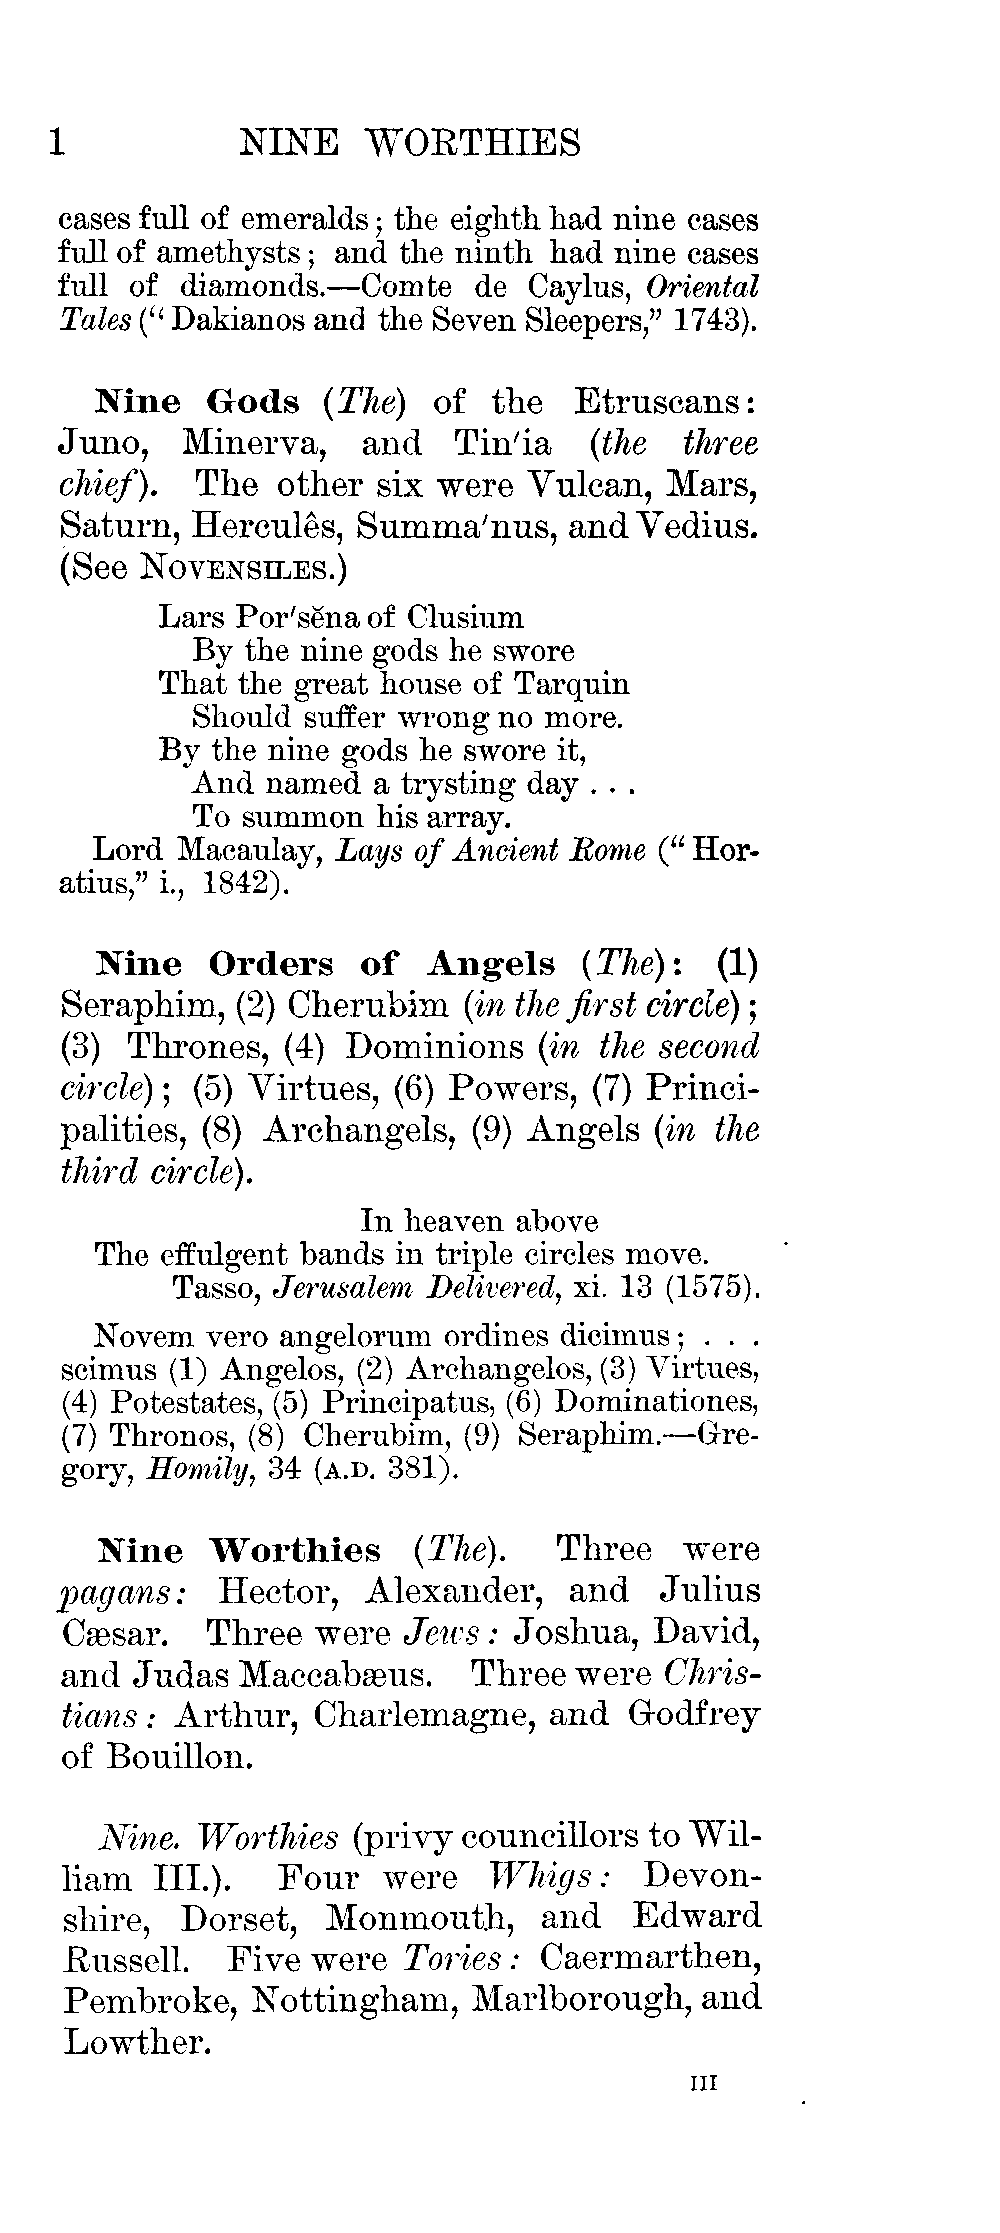 1 NINE WORTHIES
cases full of emeralds; the eighth had nine cases
full of amethysts; and the ninth had nine cases
full of diamonds.—Comte de Caylus, Oriental
Tales (“Dakianos and the Seven Sleepers,” 1743).
Nine Gods (The) of the Etruscans:
Juno, Minerva, and Tin′ia (the three
chief). The other six were Vulcan, Mars,
Saturn, Herculês, Summa′nus, and Vedius.
(See NOVENSILES.)
Lars Por′sĕna of Clusium
By the nine gods he swore
That the great house of Tarquin
Should suffer wrong no more.
By the nine gods he swore it,
And named a trysting day . . .
To summon his array.
Lord Macaulay, Lays of Ancient Rome (“Hor-
atius,” i., 1842).
Nine Orders of Angels (The): (1)
Seraphim, (2) Cherubim (in the first circle);
(3) Thrones, (4) Dominions (in the second
circle); (5) Virtues, (6) Powers, (7) Princi-
palities, (8) Archangels, (9) Angels (in the
third circle).
In heaven above
The effulgent bands in triple circles move.
Tasso, Jerusalem Delivered, xi. 13 (1575).
Novem vero angelorum ordines dicimus; . . .
scimus (1) Angelos, (2) Archangelos, (3) Virtues,
(4) Potestates, (5) Principatus, (6) Dominationes,
(7) Thronos, (8) Cherubim, (9) Seraphim.—Gre-
gory, Homily, 34 (A.D. 381).
Nine Worthies (The). Three were
pagans: Hector, Alexander, and Julius
Cæsar. Three were Jews: Joshua, David,
and Judas Maccabæus. Three were Chris-
tians: Arthur, Charlemagne, and Godfrey
of Bouillon.
Nine. Worthies (privy councillors to Wil-
liam III.). Four were Whigs: Devon-
shire, Dorset, Monmouth, and Edward
Russell. Five were Tories: Caermarthen,
Pembroke, Nottingham, Marlborough, and
Lowther.
III